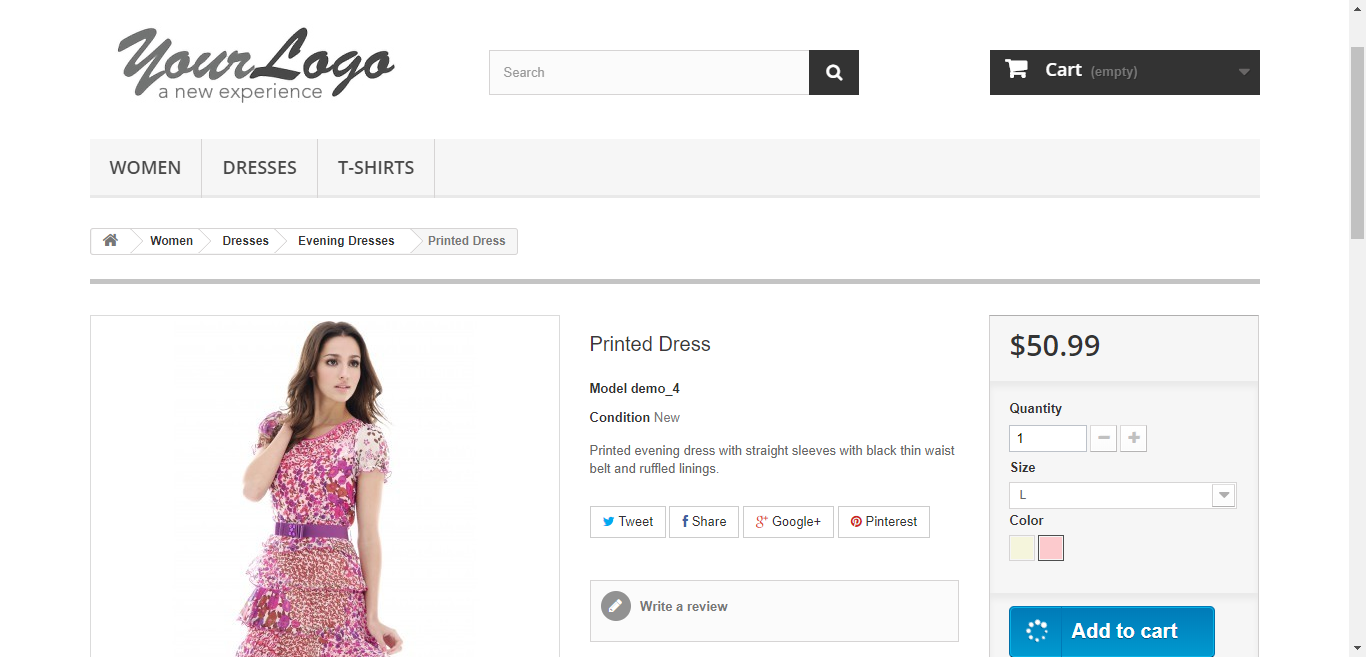 YourLogo
a new experience
Search
Cart (empty)
WOMEN DRESSES T-SHIRTS
Women Dresses Evening Dresses Printed Dress
Printed Dress
Model demo_4
Condition New
Printed evening dress with straight sleeves with black thin waist
belt and ruffled linings.
Tweet Share Google+ Pinterest
Write a review
$50.99
Quantity
1
Size
L
Color
Add to cart